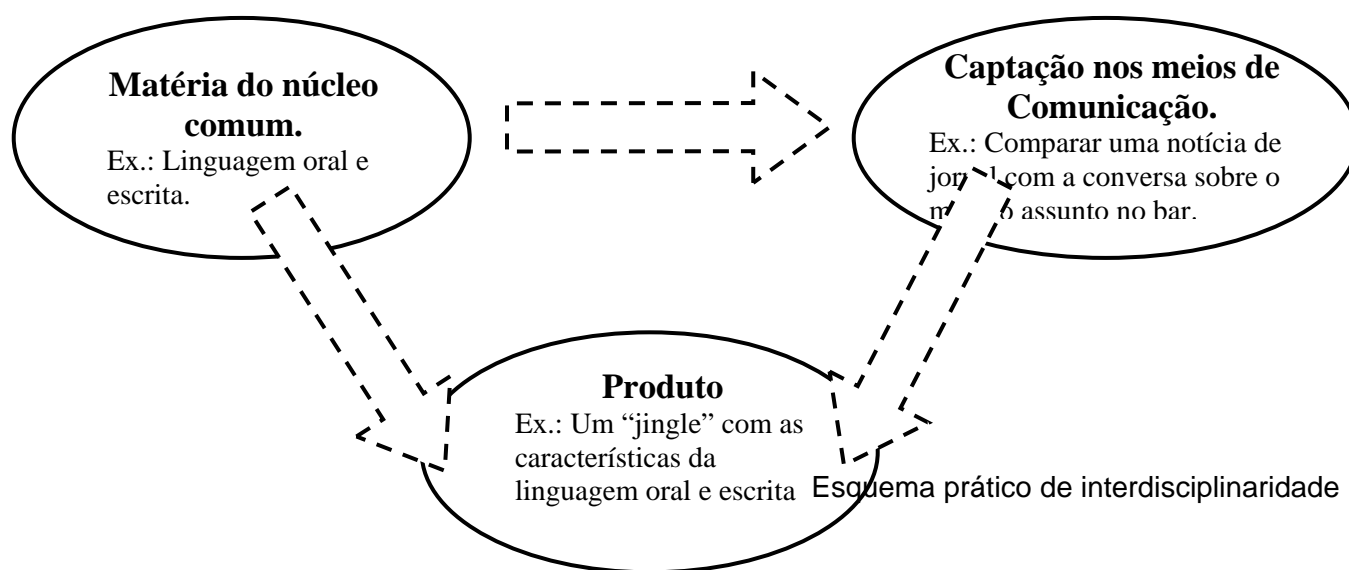 Matéria do núcleo
comum.
Ex.: Linguagem oral e
escrita.
Captação nos meios de
Comunicação.
Ex.: Comparar uma notícia de
com a conversa sobre o
assunto no bar.
Produto
Ex.: Um “jingle” com as
características da
linguagem oral e escrita
Esquema prático de interdisciplinaridade